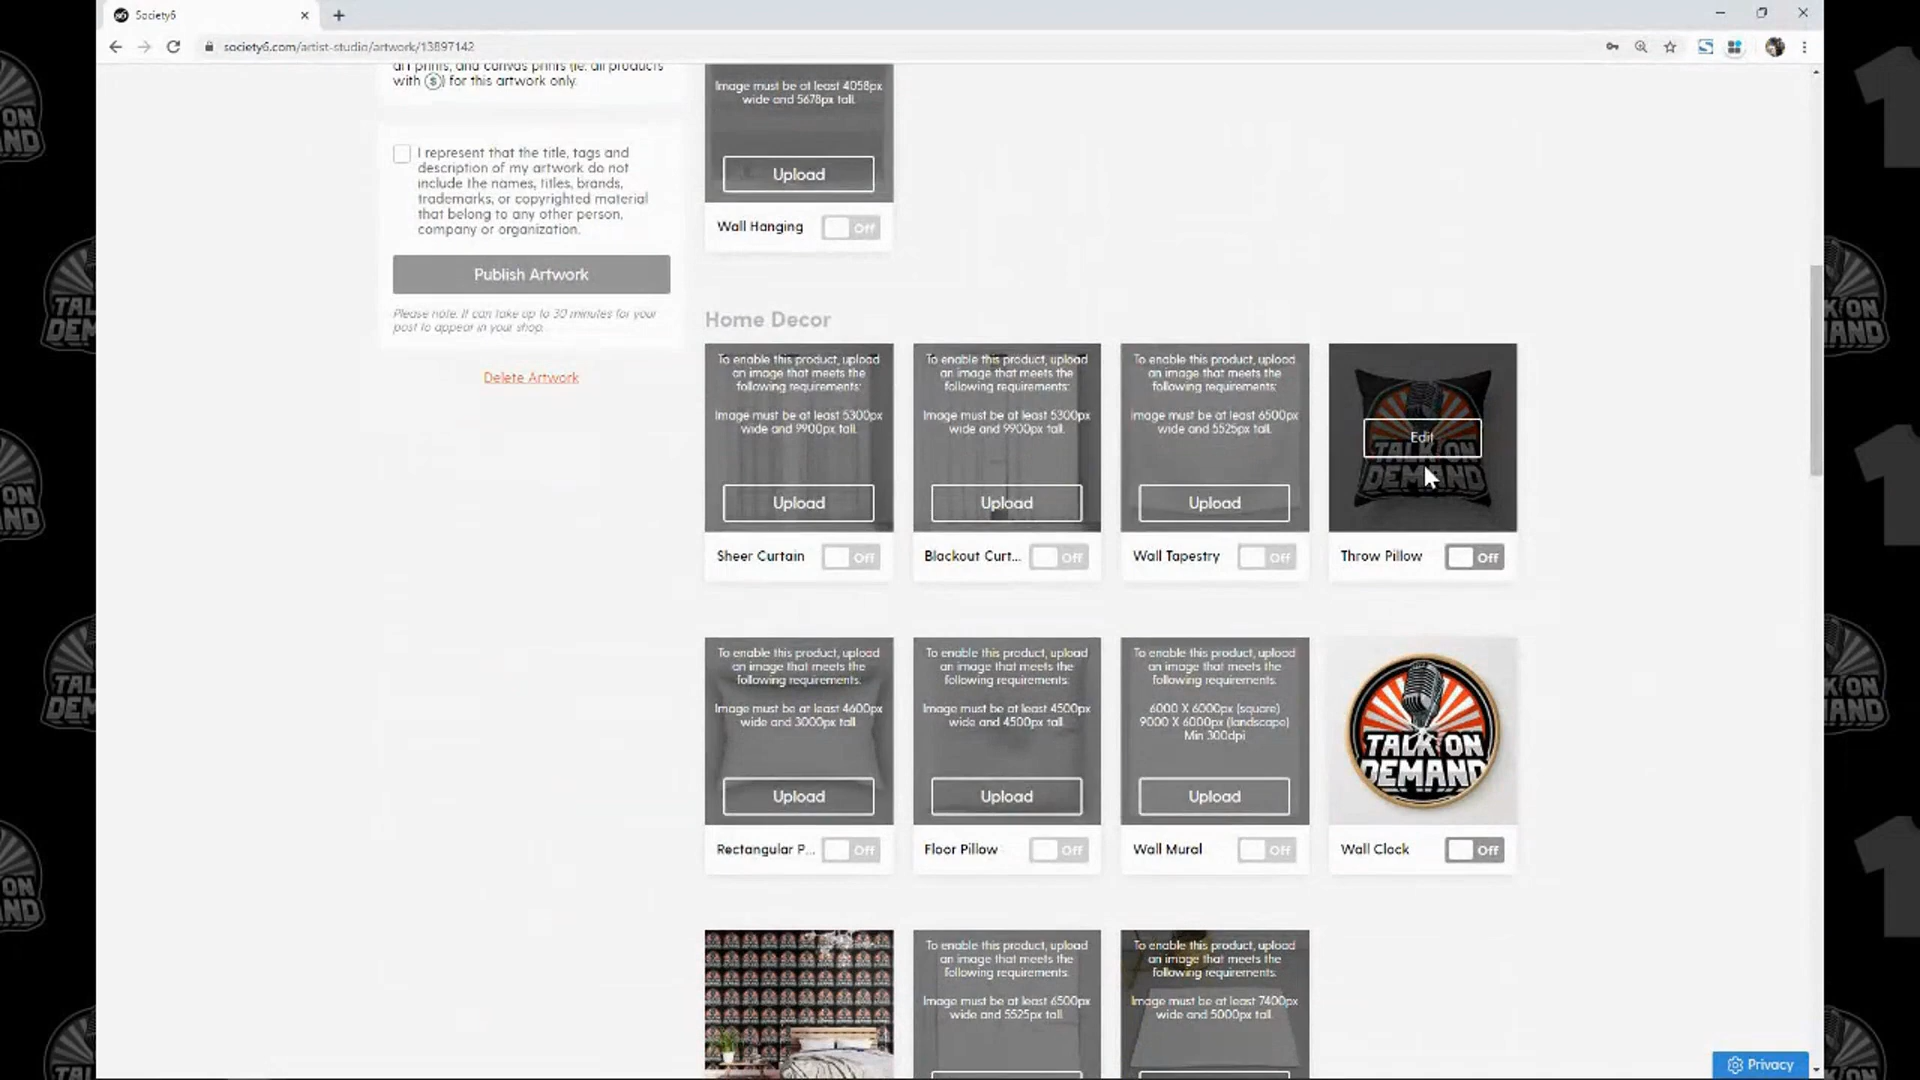 Society6
society6.com/artist-studio/artwork/13897142
art prints, and canvas prints (ie. all products
with $) for this artwork only.
I represent that the title, tags and
description of my artwork do not
include the names, titles, brands,
trademarks, or copyrighted material
that belong to any other person,
company or organization.
Publish Artwork
Please note: It can take up to 30 minutes for your
post to appear in your shop.
Delete Artwork
Image must be at least 4058px
wide and 5678px tall.
Upload
Wall Hanging
Off
Home Decor
To enable this product, upload
an image that meets the
following requirements:
Image must be at least 5300px
wide and 9900px tall.
Upload
Sheer Curtain
Off
To enable this product, upload
an image that meets the
following requirements:
Image must be at least 5300px
wide and 9900px tall.
Upload
Blackout Curt...
Off
To enable this product, upload
an image that meets the
following requirements:
Image must be at least 6500px
wide and 5525px tall.
Upload
Wall Tapestry
Off
Edit
TALK ON
DEMAND
Throw Pillow
Off
To enable this product, upload
an image that meets the
following requirements:
Image must be at least 4600px
wide and 3000px tall
Upload
Rectangular P...
Off
To enable this product, upload
an image that meets the
following requirements:
Image must be at least 4500px
wide and 4500px tall
Upload
Floor Pillow
Off
To enable this product, upload
an image that meets the
following requirements:
6000 X 6000px (square)
9000 X 6000px (landscape)
Min 300dpi
Upload
Wall Mural
Off
TALK ON
DEMAND
Wall Clock
Off
To enable this product, upload
an image that meets the
following requirements:
Image must be at least 6500px
wide and 5525px tall.
To enable this product, upload
an image that meets the
following requirements:
Image must be at least 7400px
wide and 5000px tall.
Privacy